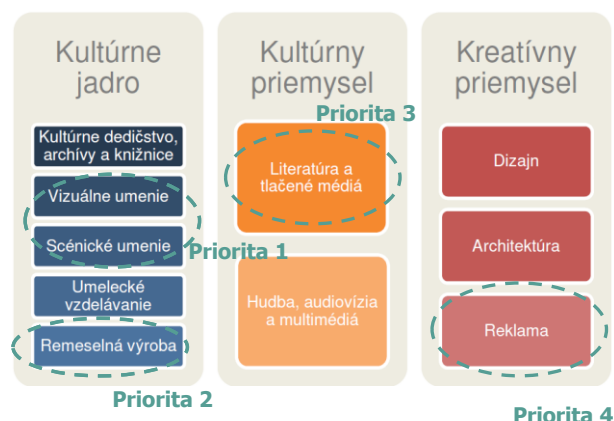 Kultúrne
jadro
Kultúrne dedičstvo,
archívy a knižnice
Vizuálne umenie
Scénické umenie
Priorita 1
Umelecké
vzdelávanie
Remeselná výroba
Priorita 2
Kultúrny
priemysel
Priorita 3
Literatúra a
tlačené médiá
Hudba, audiovízia
a multimédiá
Kreatívny
priemysel
Dizajn
Architektúra
Reklama
Priorita 4